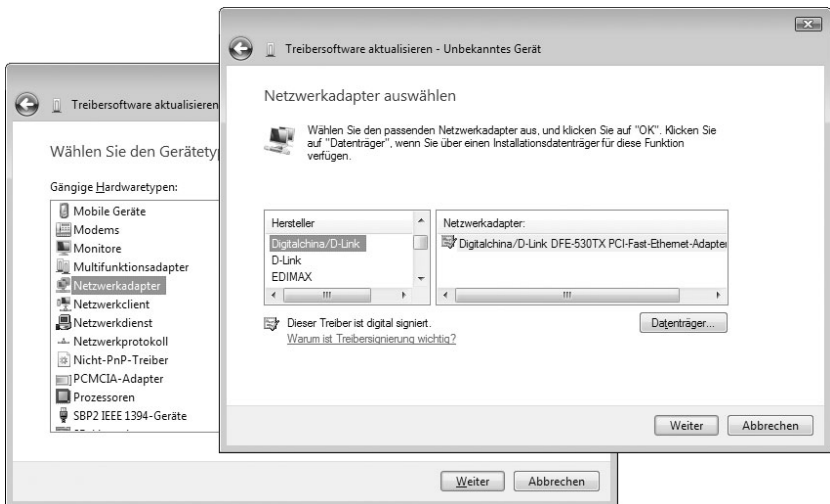 Treibersoftware aktualisieren
Wählen Sie den Gerätety
Gängige Hardwaretypen:
Mobile Geräte
Modems
Monitore
Multifunktionsadapter
Netzwerkadapter
Netzwerkclient
Netzwerkdienst
Netzwerkprotokoll
Nicht-PnP-Treiber
PCMCIA-Adapter
Prozessoren
SBP2 IEEE 1394-Geräte
Weiter
Abbrechen
Treibersoftware aktualisieren - Unbekanntes Gerät
Netzwerkadapter auswählen
Wählen Sie den passenden Netzwerkadapter aus, und klicken Sie auf "OK". Klicken Sie
auf "Datenträger", wenn Sie über einen Installationsdatenträger für diese Funktion
verfügen.
Hersteller
Digitalchina/D-Link
D-Link
EDIMAX
Netzwerkadapter:
Digitalchina/D-Link DFE-530TX PCI-Fast-Ethernet-Adapter
Dieser Treiber ist digital signiert.
Warum ist Treibersignierung wichtig?
Datenträger...
Weiter
Abbrechen